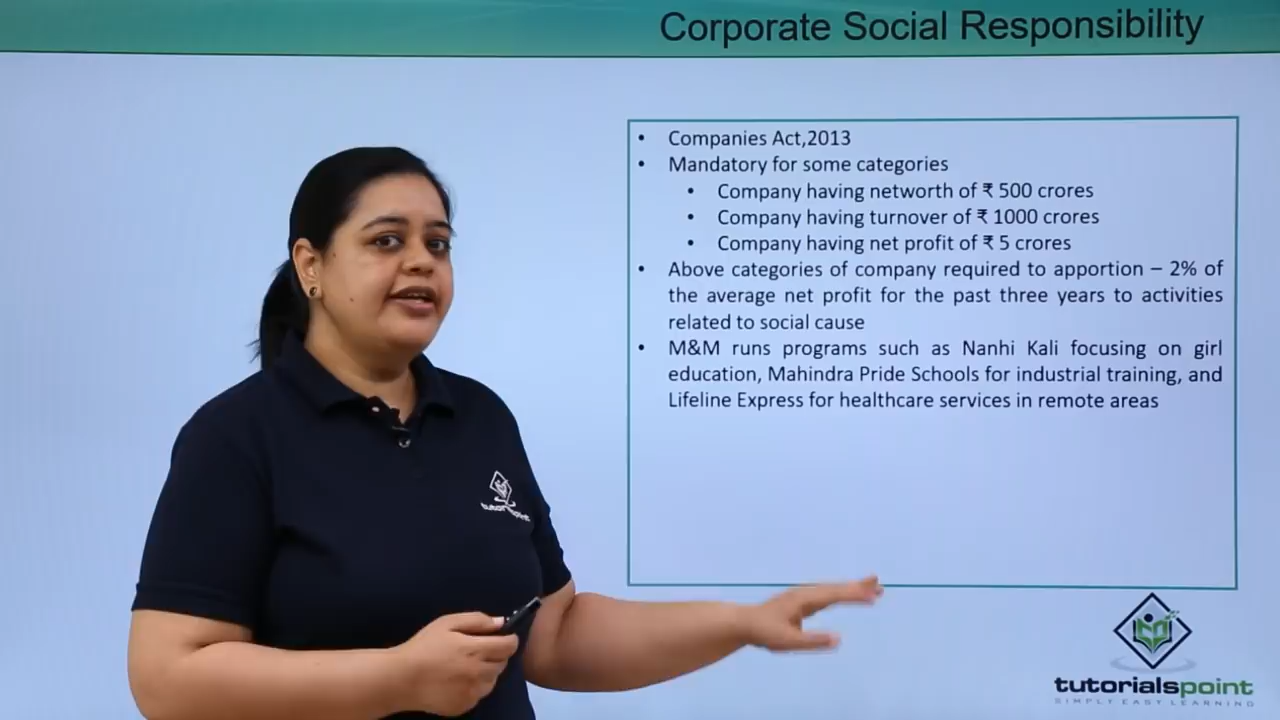 Corporate Social Responsibility
• Companies Act,2013
• Mandatory for some categories
• Company having networth of ₹ 500 crores
• Company having turnover of ₹ 1000 crores
• Company having net profit of ₹ 5 crores
• Above categories of company required to apportion – 2% of
the average net profit for the past three years to activities
related to social cause
• M&M runs programs such as Nanhi Kali focusing on girl
education, Mahindra Pride Schools for industrial training, and
Lifeline Express for healthcare services in remote areas
tutorialspoint
tutorialspoint
SIMPLY EASY LEARNING